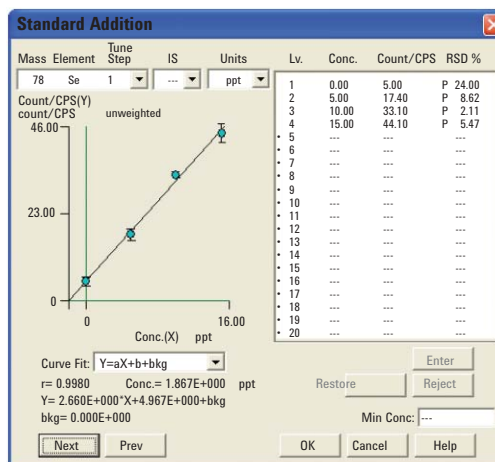 Standard Addition
Mass Element Tune Step IS Units
78 Se 1 --- ppt
Count/CPS(Y)
count/CPS unweighted
46.00
23.00
0
0 16.00
Conc.(X) ppt
Curve Fit: Y=aX+b+bkg
r= 0.9980 Conc.= 1.867E+000 ppt
Y= 2.660E+000*X+4.967E+000+bkg
bkg= 0.000E+000
Next Prev
Lv. Conc. Count/CPS RSD %
1 0.00 5.00 P 24.00
2 5.00 17.40 P 8.62
3 10.00 33.10 P 2.11
4 15.00 44.10 P 5.47
• 5 --- --- ---
• 6 --- --- ---
• 7 --- --- ---
• 8 --- --- ---
• 9 --- --- ---
• 10 --- --- ---
• 11 --- --- ---
• 12 --- --- ---
• 13 --- --- ---
• 14 --- --- ---
• 15 --- --- ---
• 16 --- --- ---
• 17 --- --- ---
• 18 --- --- ---
• 19 --- --- ---
• 20 --- --- ---
Enter
Restore Reject
Min Conc: ---
OK Cancel Help